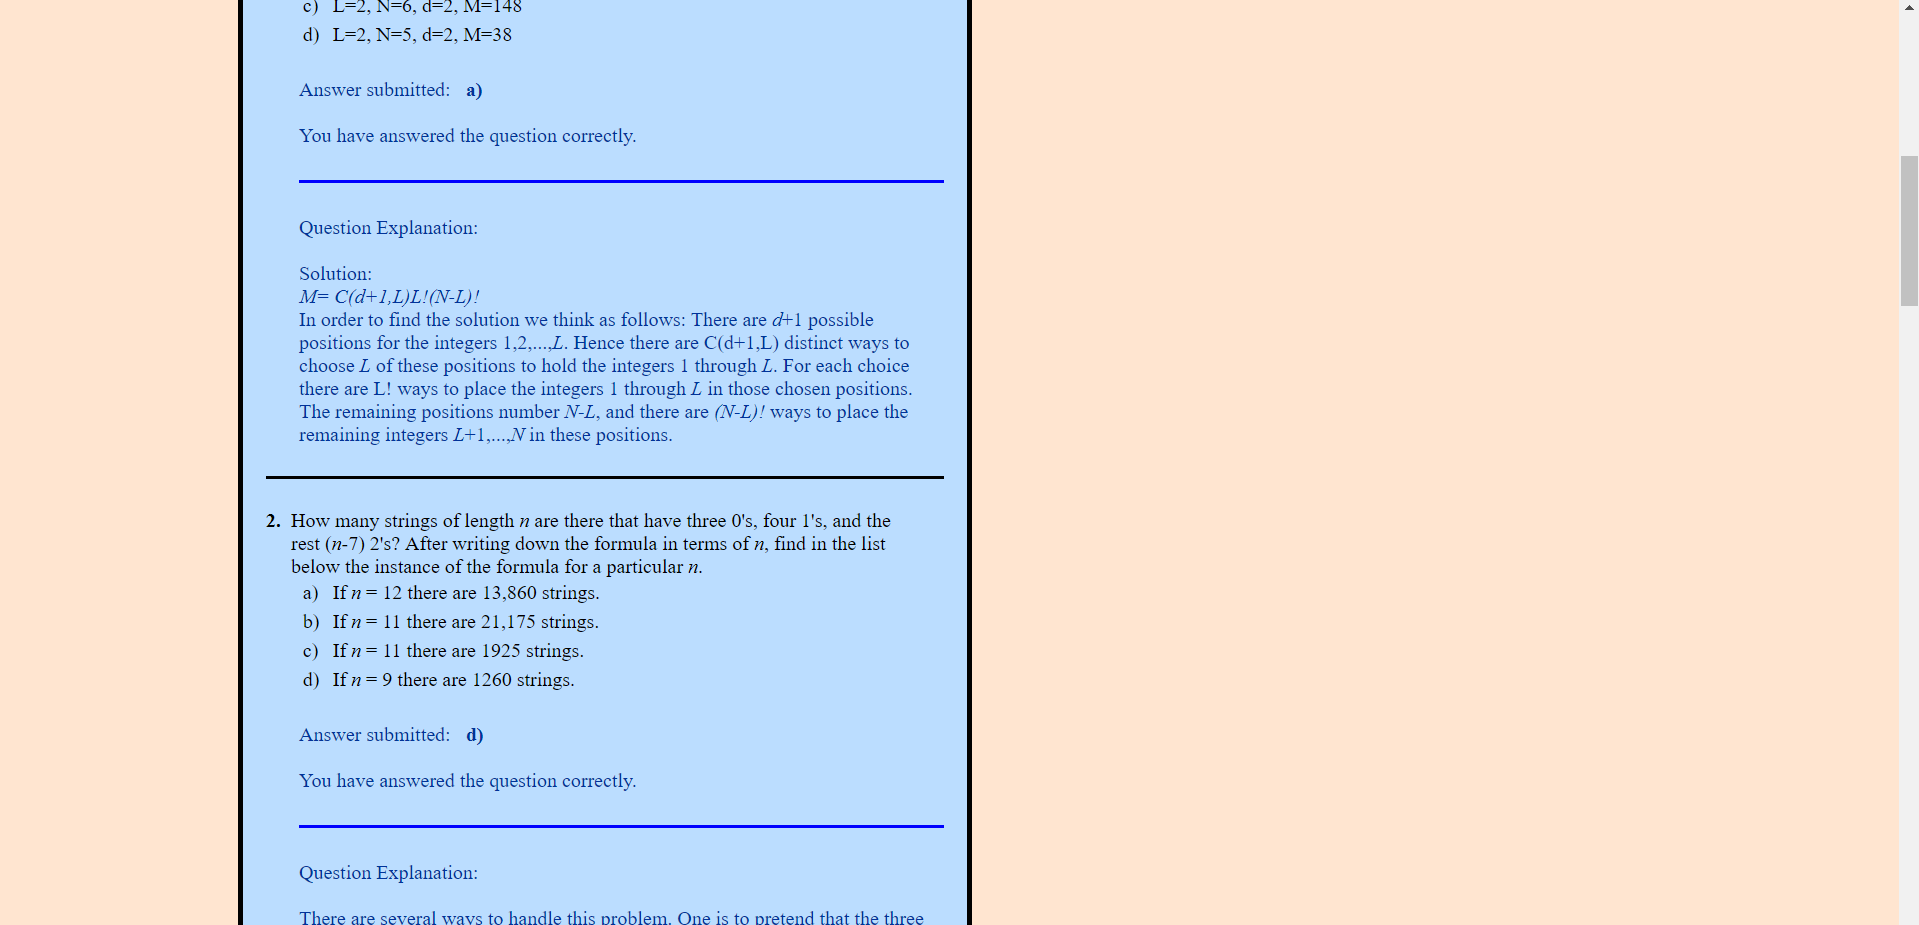 c) L=2, N=6, d=2, M=148
d) L=2, N=5, d=2, M=38
Answer submitted: a)
You have answered the question correctly.
Question Explanation:
Solution:
M= C(d+1,L)L!(N-L)!
In order to find the solution we think as follows: There are d+1 possible
positions for the integers 1,2,...,L. Hence there are C(d+1,L) distinct ways to
choose L of these positions to hold the integers 1 through L. For each choice
there are L! ways to place the integers 1 through L in those chosen positions.
The remaining positions number N-L, and there are (N-L)! ways to place the
remaining integers L+1,...,N in these positions.
2. How many strings of length n are there that have three 0's, four 1's, and the
rest (n-7) 2's? After writing down the formula in terms of n, find in the list
below the instance of the formula for a particular n.
a) If n = 12 there are 13,860 strings.
b) If n = 11 there are 21,175 strings.
c) If n = 11 there are 1925 strings.
d) If n = 9 there are 1260 strings.
Answer submitted: d)
You have answered the question correctly.
Question Explanation:
There are several ways to handle this problem. One is to pretend that the three